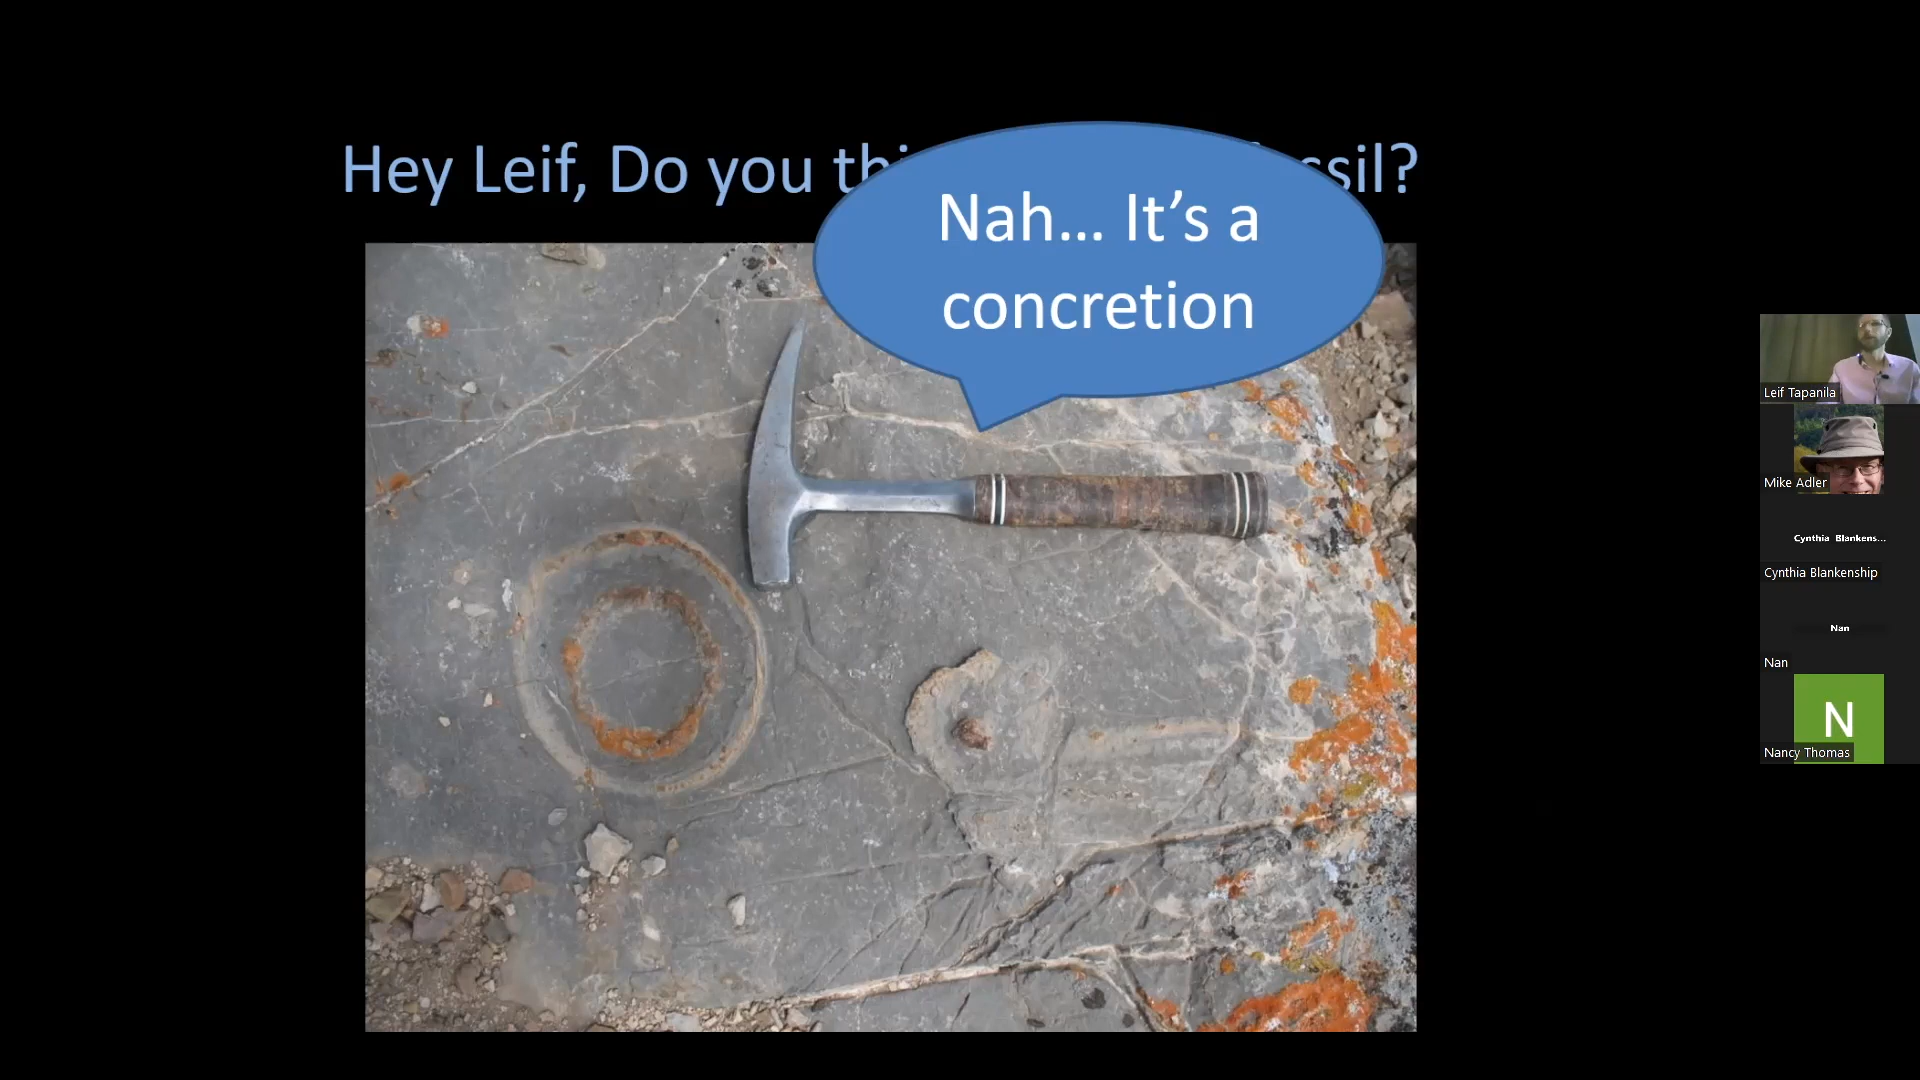 Hey Leif, Do you thi ssil?
Nah... It's a
concretion
Leif Tapanila
Mike Adler
Cynthia Blankens...
Cynthia Blankenship
Nan
Nan
N
Nancy Thomas